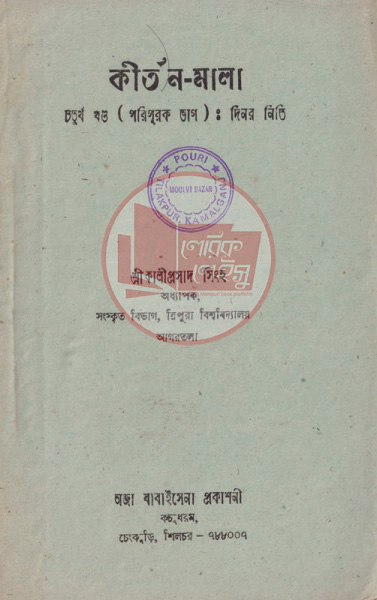 কীর্তন-মালা
চতুর্থ খণ্ড ( পরিপূরক ভাগ ) : দিনর নিতি
POURI
TILAKPUR, KAMALGANJ
MOULVI BAZAR
পৌরি
শ্রীকালীপ্রসাদ সিংহ
অধ্যাপক,
সংস্কৃত বিভাগ, ত্রিপুরা বিশ্ববিদ্যালয়
আগরতলা
অজা বাবাইসেনা প্রকাশনী
কচুধরম,
চেংকুড়ি, শিলচর - ৭৮৮০০৭